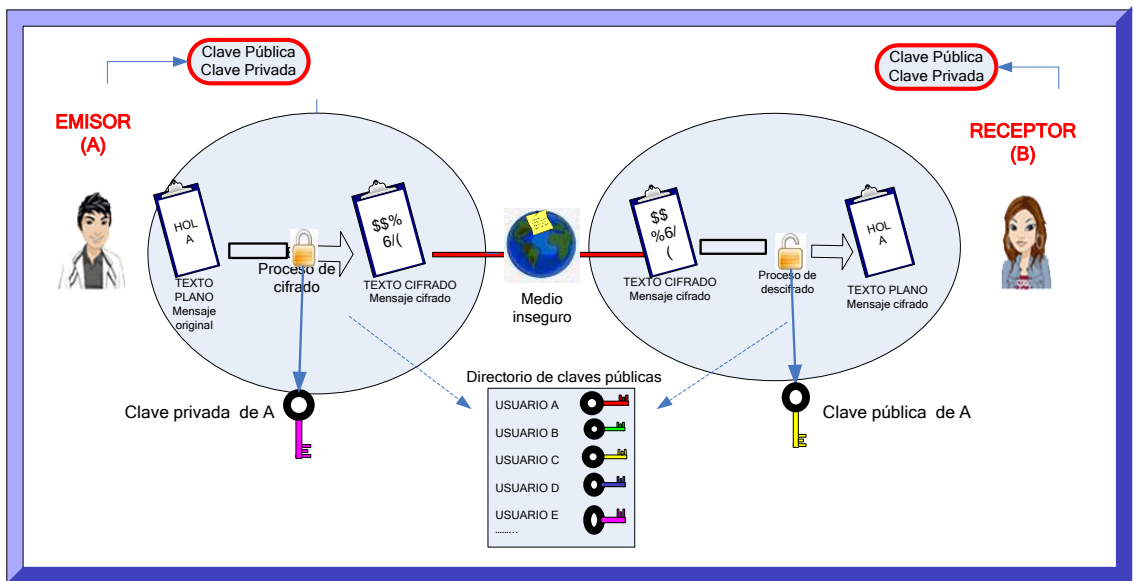 Clave Pública
Clave Privada
Clave Pública
Clave Privada
EMISOR
(A)
RECEPTOR
(B)
HOL
A
$$%
6/(
$$
%6/
(
HOL
A
TEXTO
PLANO
Mensaje
original
Proceso de
cifrado
TEXTO CIFRADO
Mensaje cifrado
Medio
inseguro
TEXTO CIFRADO
Mensaje cifrado
Proceso de
descifrado
TEXTO PLANO
Mensaje cifrado
Directorio de claves públicas
Clave privada de A
Clave pública de A
USUARIO A
USUARIO B
USUARIO C
USUARIO D
USUARIO E
.........